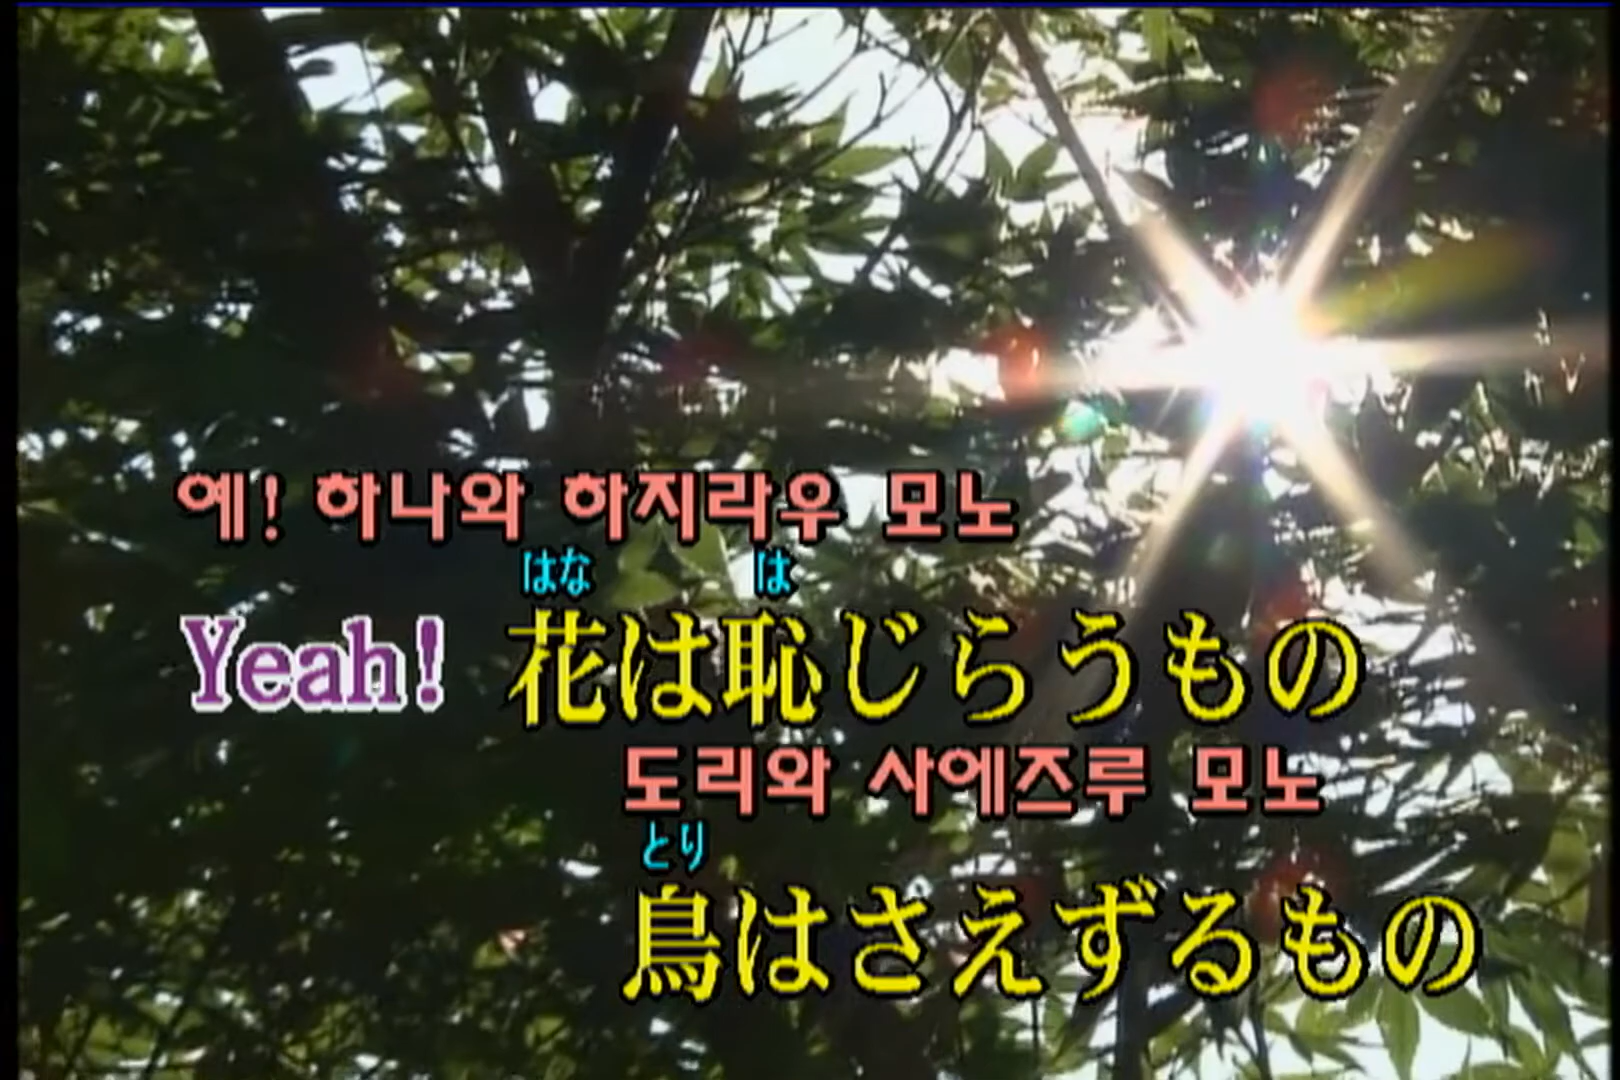 예! 하나와 하지라우 모노
はな は
Yeah! 花は恥じらうもの
도리와 사에즈루 모노
とり
鳥はさえずるもの